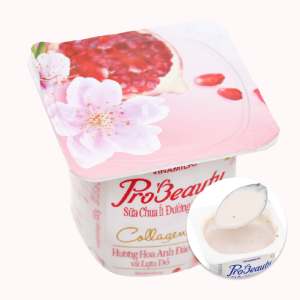 VINAMILK
ProBeauty
Sữa Chua Ít Đường
Collagen
Hương Hoa Anh Đào
và Lựu Đỏ
ProBeauty